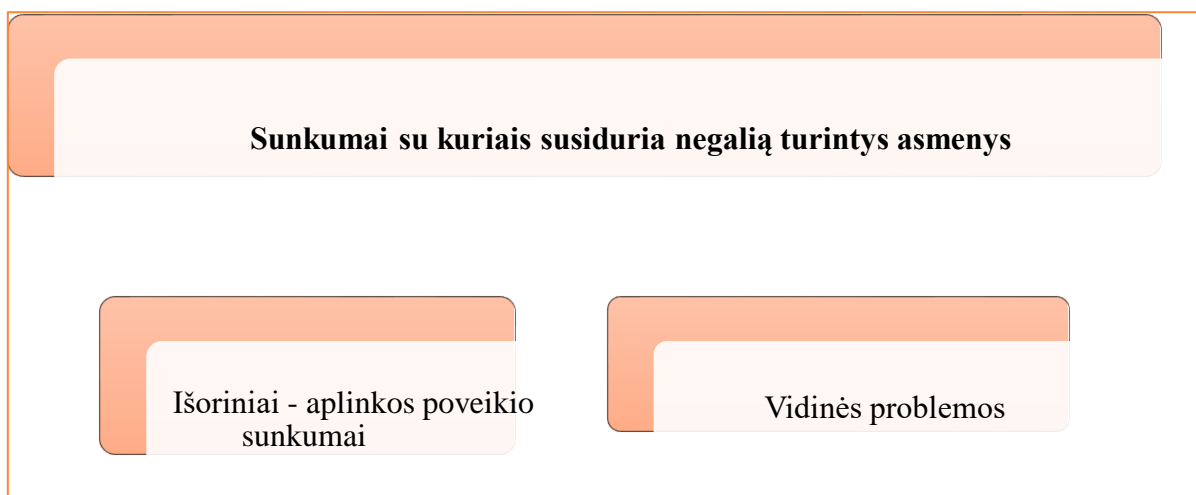 Sunkumai su kuriais susiduria negalią turintys asmenys
Išoriniai - aplinkos poveikio
sunkumai
Vidinės problemos